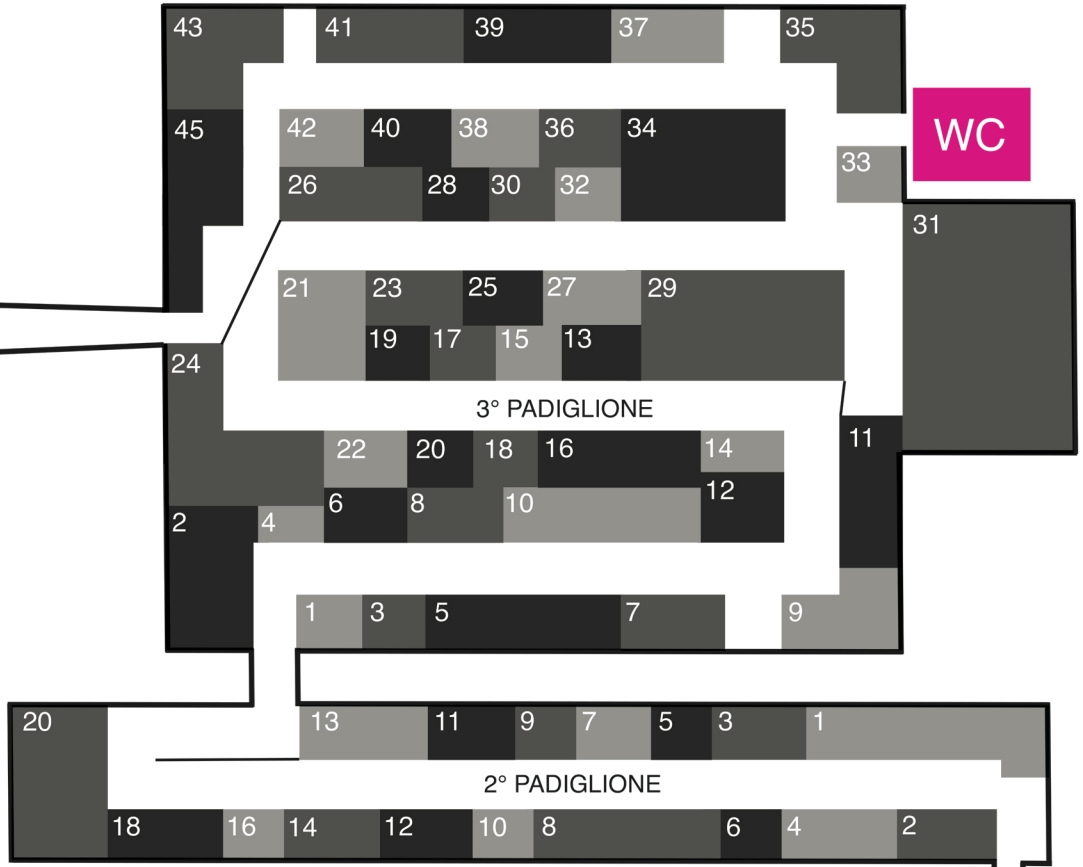 43 41 39 37 35
WC
45 42 40 38 36 34
33
26 28 30 32
31
21 23 25 27 29
19 17 15 13
24
3° PADIGLIONE
22 20 18 16 14 11
12
6 8 10
2 4
1 3 5 7 9
20 13 11 9 7 5 3 1
2° PADIGLIONE
18 16 14 12 10 8 6 4 2